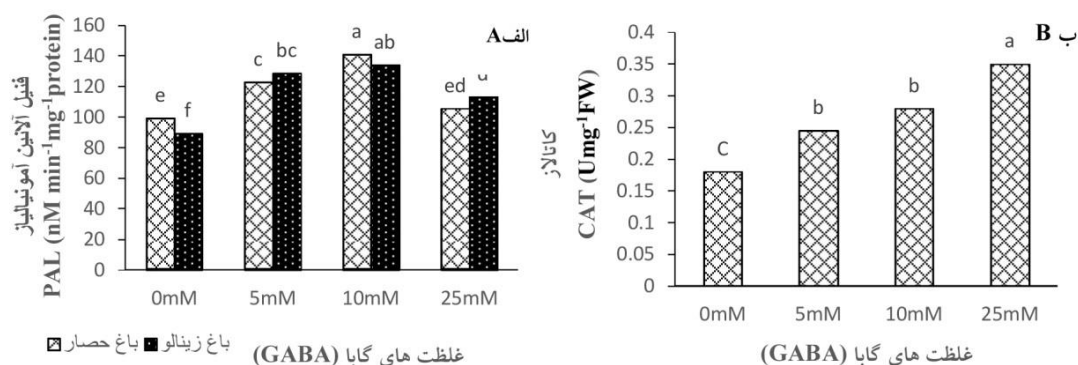 الف A
فنیل آلانین آمونیالیاز
PAL (nM min⁻¹mg⁻¹protein)
160
140
120
100
80
60
40
20
0
e
f
c
bc
a
ab
ed
0mM
5mM
10mM
25mM
باغ حصار
باغ زینالو
غلظت های گابا (GABA)
ب B
کاتالاز
CAT (Umg⁻¹FW)
0.4
0.35
0.3
0.25
0.2
0.15
0.1
0.05
0
C
b
b
a
0mM
5mM
10mM
25mM
غلظت های گابا (GABA)